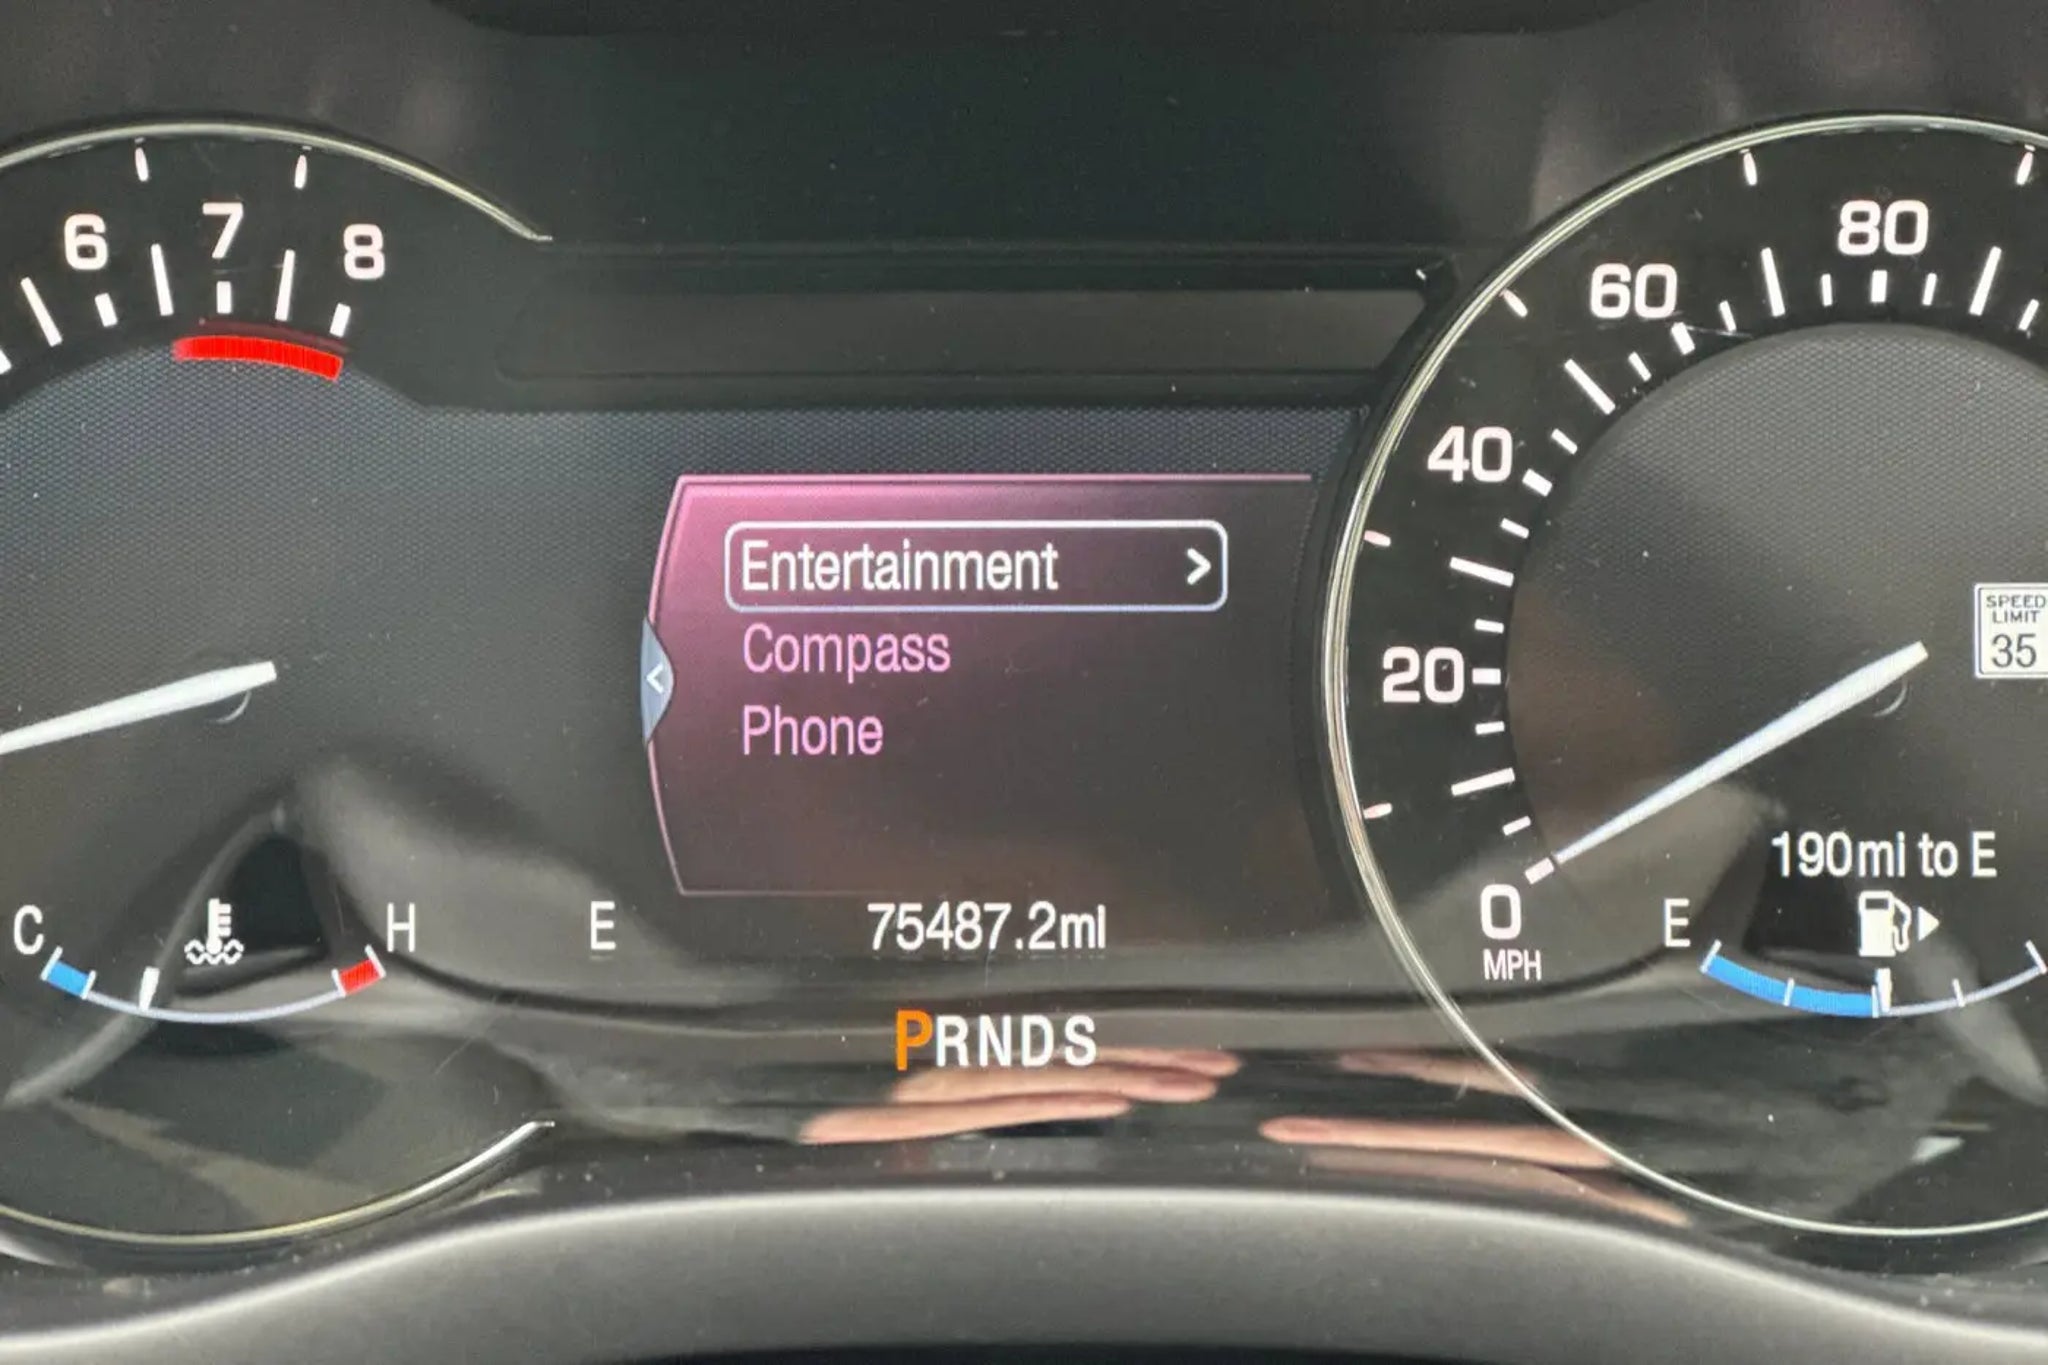 6 7 8
Entertainment >
Compass
Phone
C H
E
75487.2mi
PRNDS
80
60
40
20
0
MPH
SPEED
LIMIT
35
190mi to E
E